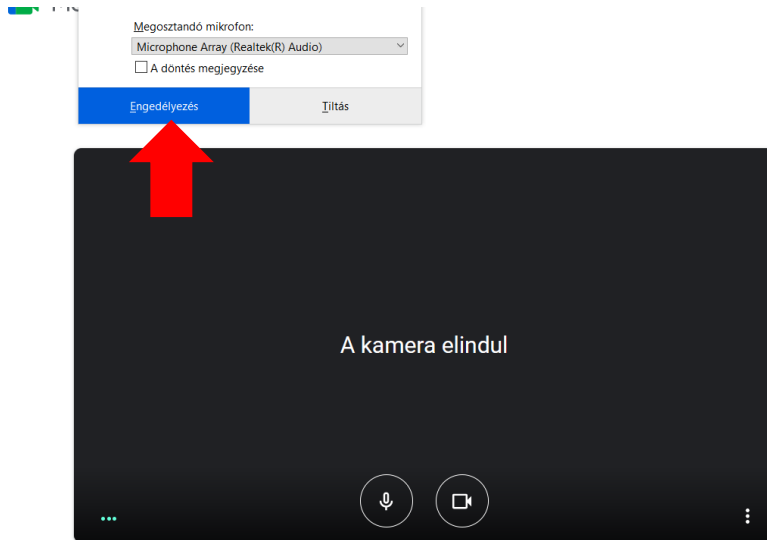 Megosztandó mikrofon:
Microphone Array (Realtek(R) Audio)
A döntés megjegyzése
Engedélyezés Tiltás
A kamera elindul